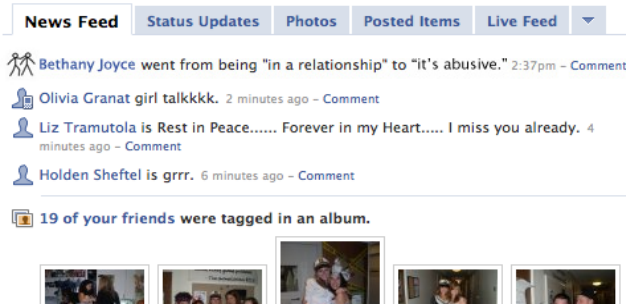 News Feed Status Updates Photos Posted Items Live Feed
Bethany Joyce went from being "in a relationship" to “it’s abusive.” 2:37pm – Comment
Olivia Granat girl talkkkk. 2 minutes ago – Comment
Liz Tramutola is Rest in Peace...... Forever in my Heart..... I miss you already. 4
minutes ago – Comment
Holden Sheftel is grrr. 6 minutes ago – Comment
19 of your friends were tagged in an album.